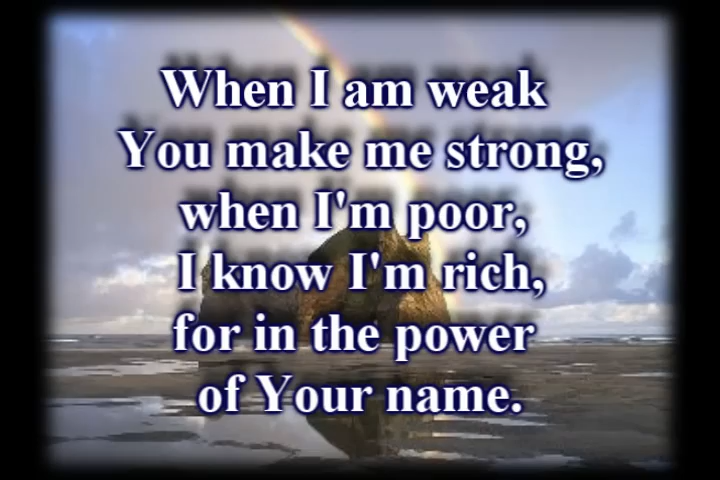 When I am weak
You make me strong,
when I'm poor,
I know I'm rich,
for in the power
of Your name.